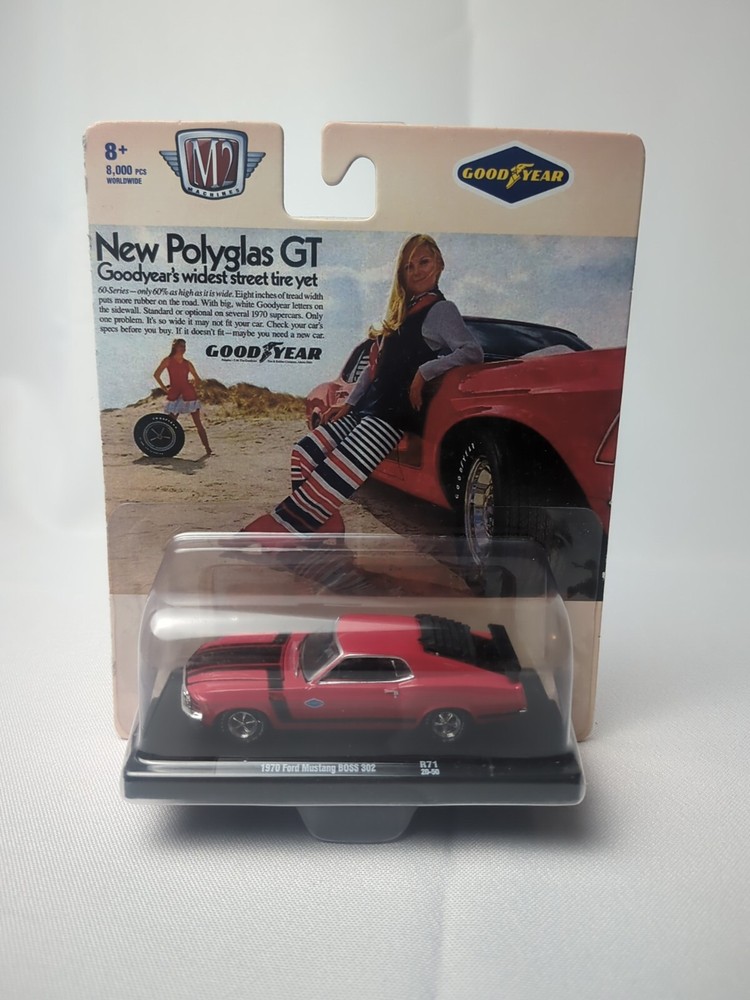 8+
8,000 PCS
WORLDWIDE
M2
MACHINES
GOODYEAR
New Polyglas GT
Goodyear's widest street tire yet
60-Series—only 60% as high as it is wide. Eight inches of tread width
puts more rubber on the road. With big, white Goodyear letters on
the sidewall. Standard or optional on several 1970 supercars. Only
one problem. It's so wide it may not fit your car. Check your car's
specs before you buy. If it doesn't fit—maybe you need a new car.
GOODYEAR
GOODYEAR
1970 Ford Mustang BOSS 302
R71